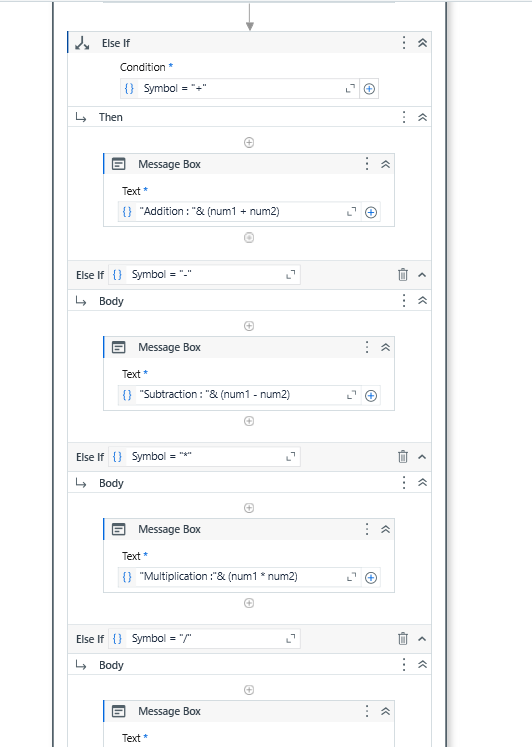 Else If
Condition *
{} Symbol = "+"
Then
Message Box
Text *
{} "Addition : "& (num1 + num2)
Else If {} Symbol = "-"
Body
Message Box
Text *
{} "Subtraction : "& (num1 - num2)
Else If {} Symbol = "*"
Body
Message Box
Text *
{} "Multiplication :"& (num1 * num2)
Else If {} Symbol = "/"
Body
Message Box
Text *